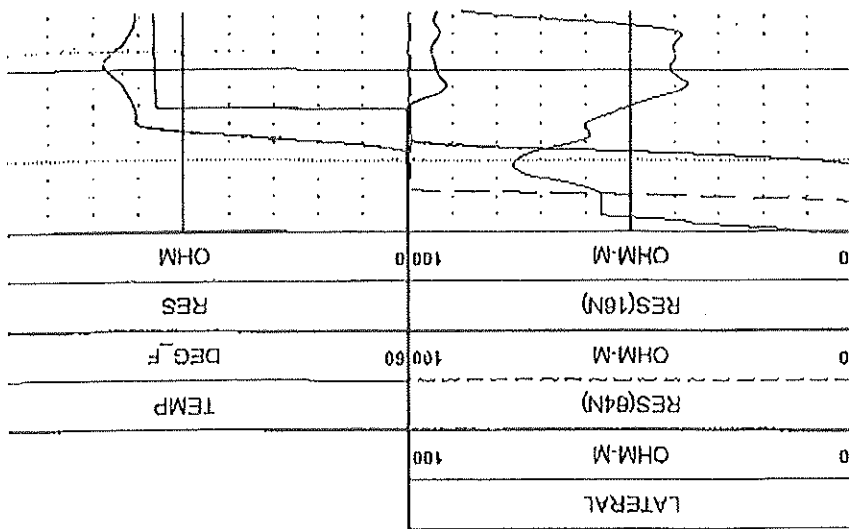 LATERAL
0 OHM-M 100
RES(64N) TEMP
0 OHM-M 100 60 DEG_F
RES(16N) RES
0 OHM-M 100 0 OHM